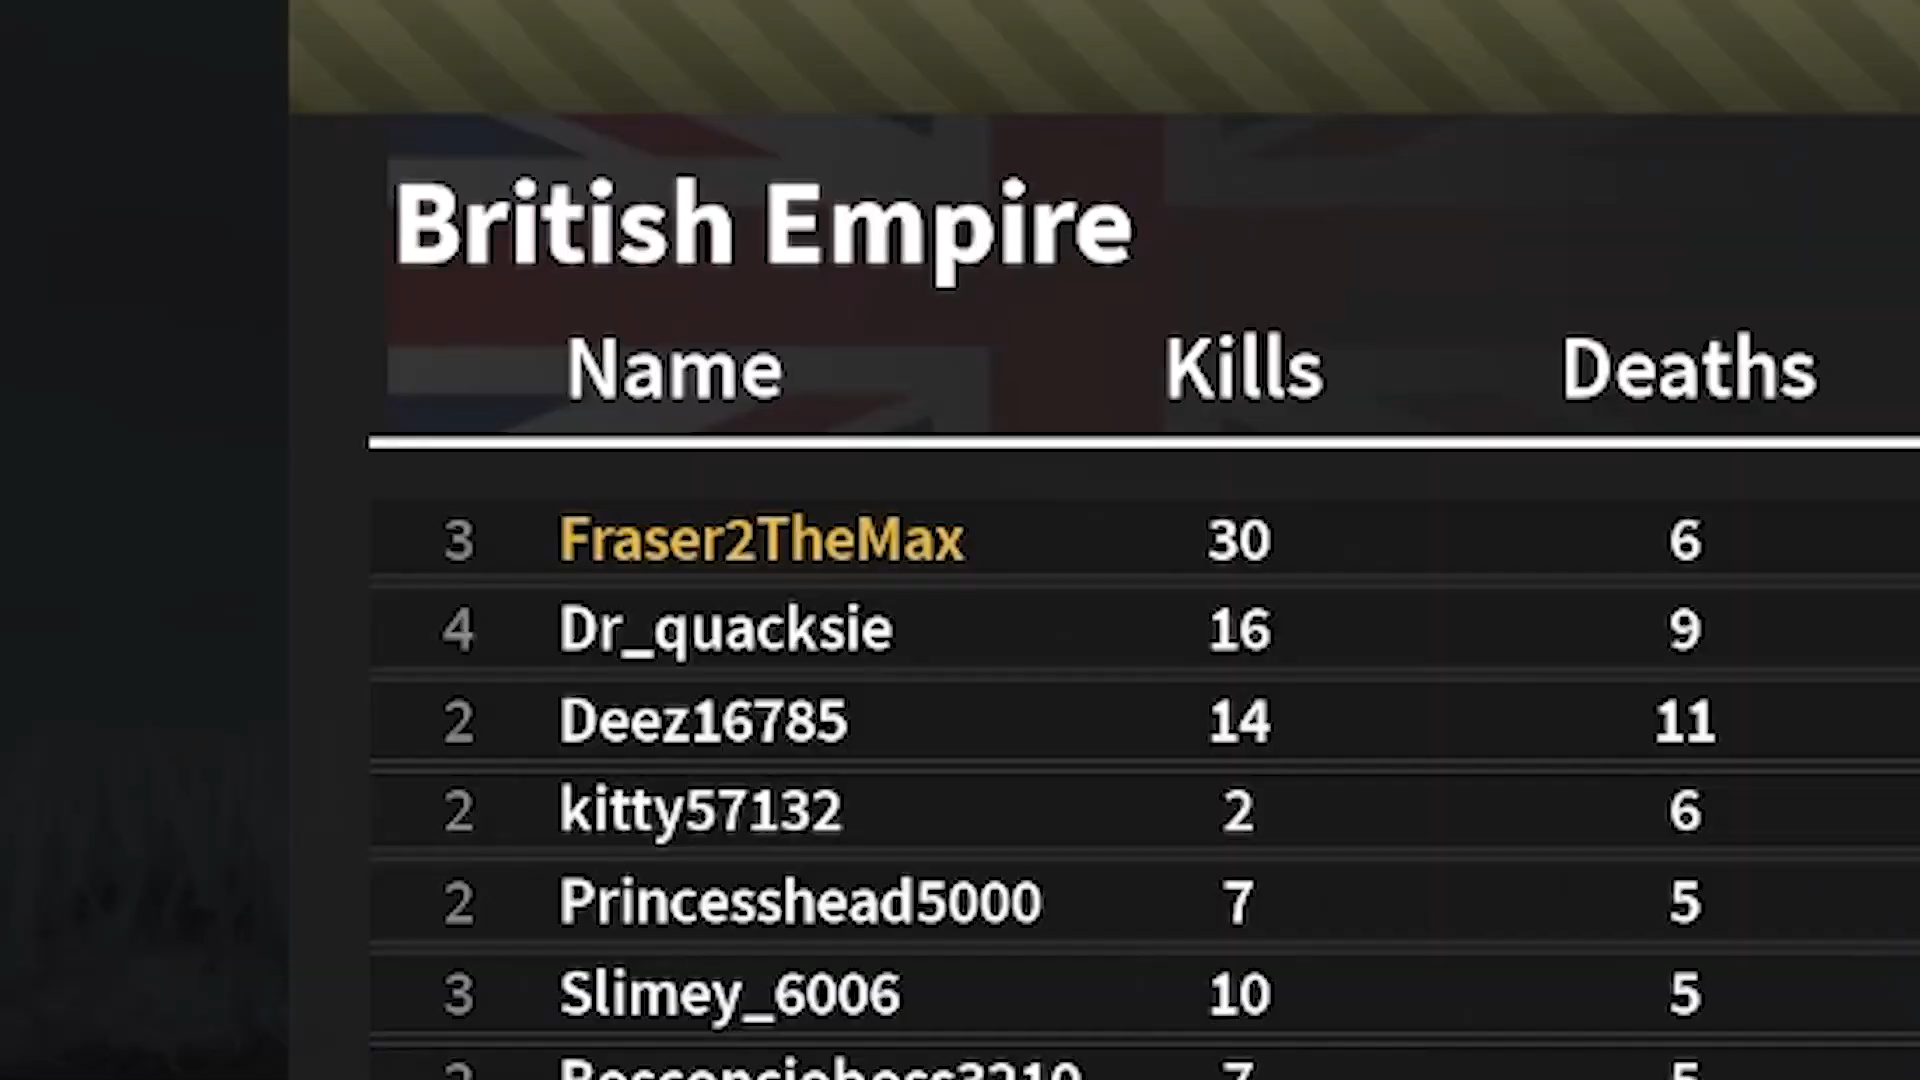 British Empire
Name Kills Deaths
3 Fraser2TheMax 30 6
4 Dr_quacksie 16 9
2 Deez16785 14 11
2 kitty57132 2 6
2 Princesshead5000 7 5
3 Slimey_6006 10 5